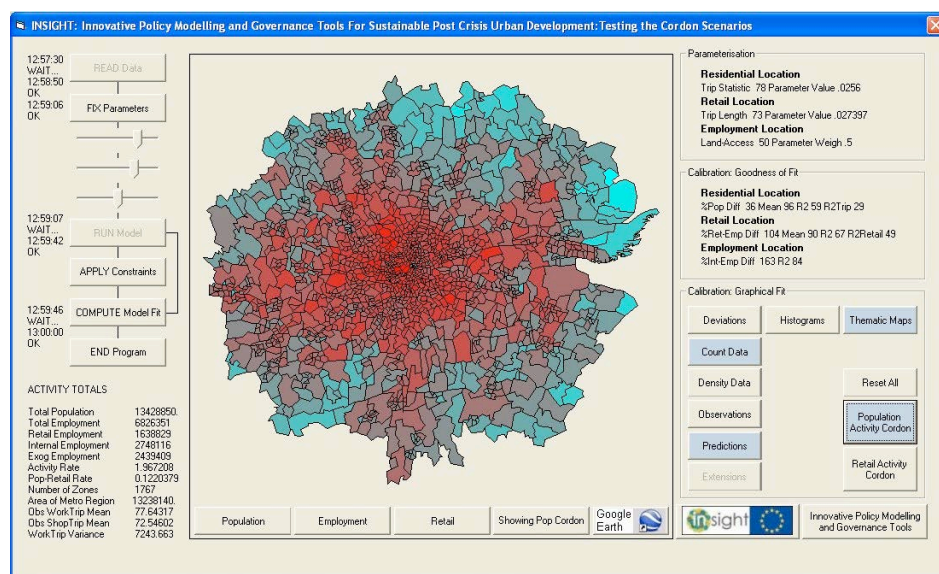 INSIGHT: Innovative Policy Modelling and Governance Tools For Sustainable Post Crisis Urban Development: Testing the Cordon Scenarios
12:57:30
WAIT...
12:58:50
OK
12:59:06
OK
READ Data
FIX Parameters
12:59:07
WAIT...
12:59:42
OK
RUN Model
APPLY Constraints
12:59:46
WAIT...
13:00:00
OK
COMPUTE Model Fit
END Program
ACTIVITY TOTALS
Total Population 13428850.
Total Employment 6826351
Retail Employment 1638829
Internal Employment 2748116
Exog Employment 2439409
Activity Rate 1.967208
Pop-Retail Rate 0.1220379
Number of Zones 1767
Area of Metro Region 13238140.
Obs WorkTrip Mean 77.64317
Obs ShopTrip Mean 72.54602
WorkTrip Variance 7243.663
Population
Employment
Retail
Showing Pop Cordon
Google
Earth
Parameterisation
Residential Location
Trip Statistic 78 Parameter Value .0256
Retail Location
Trip Length 73 Parameter Value .027397
Employment Location
Land-Access 50 Parameter Weigh .5
Calibration: Goodness of Fit
Residential Location
%Pop Diff 36 Mean 96 R2 59 R2Trip 29
Retail Location
%Ret-Emp Diff 104 Mean 90 R2 67 R2Retail 49
Employment Location
%Int-Emp Diff 163 R2 84
Calibration: Graphical Fit
Deviations
Histograms
Thematic Maps
Count Data
Density Data
Reset All
Observations
Population
Activity Cordon
Predictions
Retail Activity
Cordon
Extensions
insight
Innovative Policy Modelling
and Governance Tools